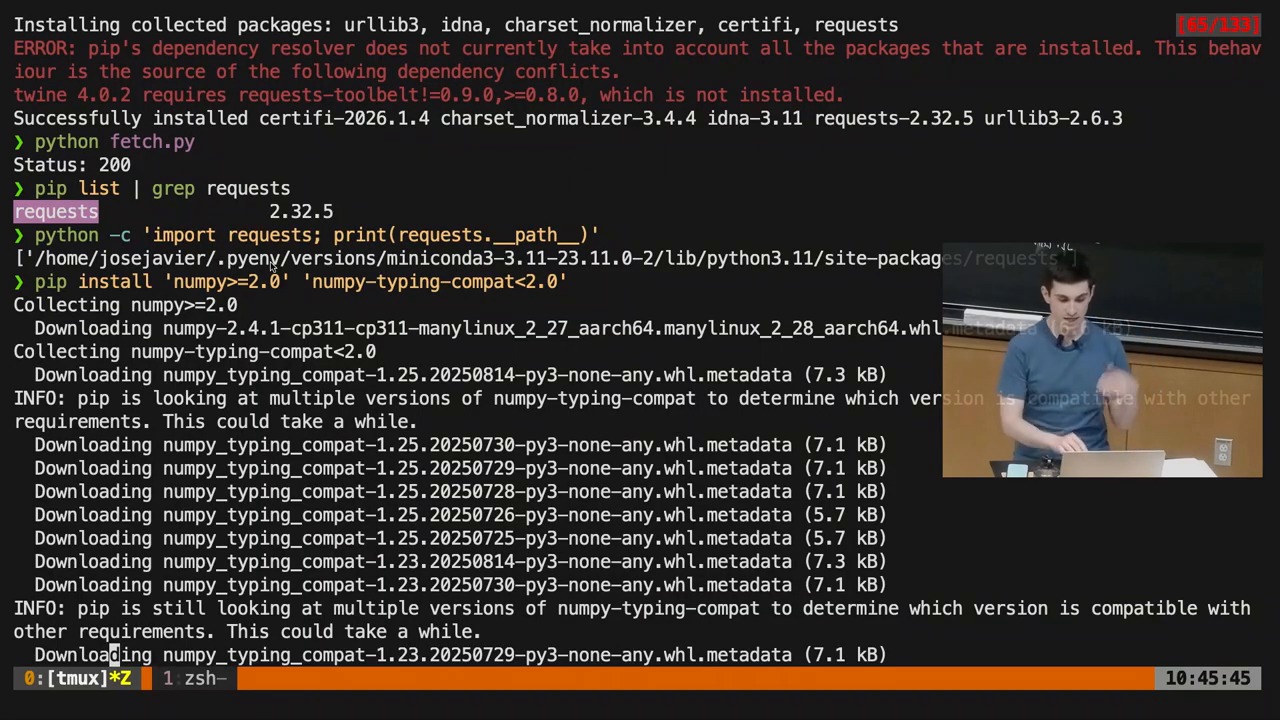 Installing collected packages: urllib3, idna, charset_normalizer, certifi, requests
[65/133]
ERROR: pip's dependency resolver does not currently take into account all the packages that are installed. This behav
iour is the source of the following dependency conflicts.
twine 4.0.2 requires requests-toolbelt!=0.9.0,>=0.8.0, which is not installed.
Successfully installed certifi-2026.1.4 charset_normalizer-3.4.4 idna-3.11 requests-2.32.5 urllib3-2.6.3
❯ python fetch.py
Status: 200
❯ pip list | grep requests
requests                2.32.5
❯ python -c 'import requests; print(requests.__path__)'
['/home/josejavier/.pyenv/versions/miniconda3-3.11-23.11.0-2/lib/python3.11/site-packages/requests']
❯ pip install 'numpy>=2.0' 'numpy-typing-compat<2.0'
Collecting numpy>=2.0
  Downloading numpy-2.4.1-cp311-cp311-manylinux_2_27_aarch64.manylinux_2_28_aarch64.whl.metadata (6.6 kB)
Collecting numpy-typing-compat<2.0
  Downloading numpy_typing_compat-1.25.20250814-py3-none-any.whl.metadata (7.3 kB)
INFO: pip is looking at multiple versions of numpy-typing-compat to determine which version is compatible with other
requirements. This could take a while.
  Downloading numpy_typing_compat-1.25.20250730-py3-none-any.whl.metadata (7.1 kB)
  Downloading numpy_typing_compat-1.25.20250729-py3-none-any.whl.metadata (7.1 kB)
  Downloading numpy_typing_compat-1.25.20250728-py3-none-any.whl.metadata (7.1 kB)
  Downloading numpy_typing_compat-1.25.20250726-py3-none-any.whl.metadata (5.7 kB)
  Downloading numpy_typing_compat-1.25.20250725-py3-none-any.whl.metadata (5.7 kB)
  Downloading numpy_typing_compat-1.23.20250814-py3-none-any.whl.metadata (7.3 kB)
  Downloading numpy_typing_compat-1.23.20250730-py3-none-any.whl.metadata (7.1 kB)
INFO: pip is still looking at multiple versions of numpy-typing-compat to determine which version is compatible with
other requirements. This could take a while.
  Downloading numpy_typing_compat-1.23.20250729-py3-none-any.whl.metadata (7.1 kB)
0:[tmux]*Z 1:zsh- 10:45:45